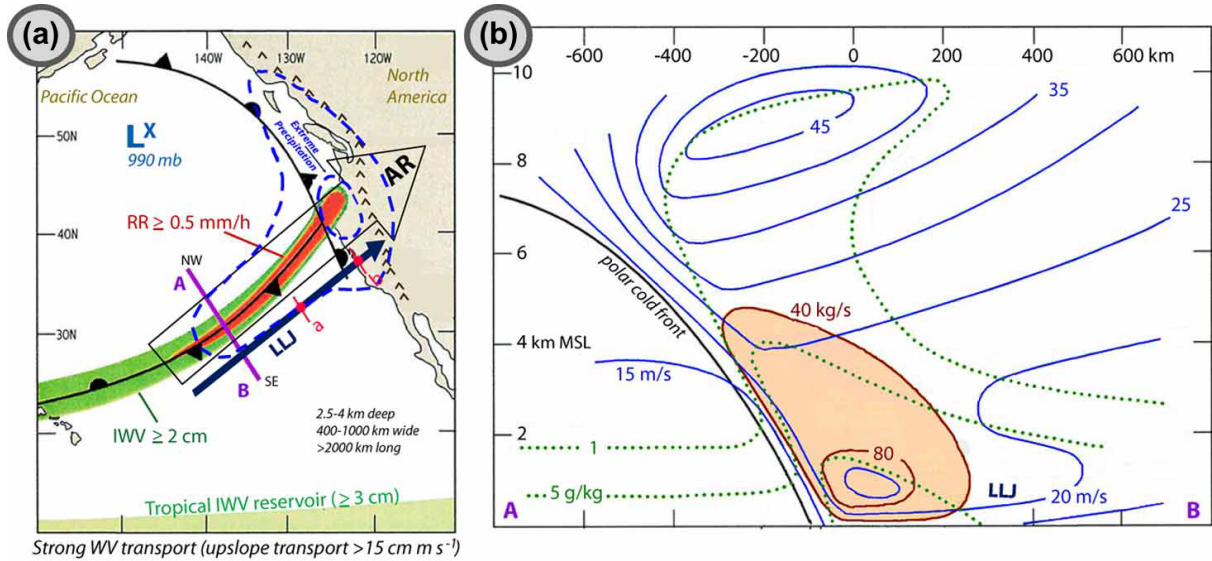 (a)
140W
130W
120W
Pacific Ocean
North
America
50N
L X
990 mb
Extreme
Precipitation
AR
RR ≥ 0.5 mm/h
40N
NW
A
b
a
30N
LLJ
B
SE
IWV ≥ 2 cm
2.5-4 km deep
400-1000 km wide
>2000 km long
Tropical IWV reservoir (≥ 3 cm)
Strong WV transport (upslope transport >15 cm m s⁻¹)
(b)
-600 -400 -200 0 200 400 600 km
10
35
45
8
25
6
polar cold front
40 kg/s
4 km MSL
15 m/s
2
1
80
5 g/kg
LLJ
20 m/s
A
B